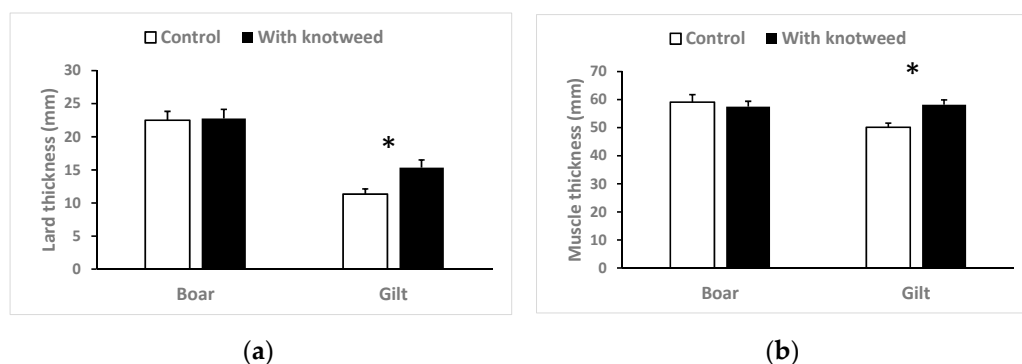 Control With knotweed
Lard thickness (mm)
30
25
20
15
10
5
0
*
Boar Gilt
(a)
Control With knotweed
Muscle thickness (mm)
70
60
50
40
30
20
10
0
*
Boar Gilt
(b)